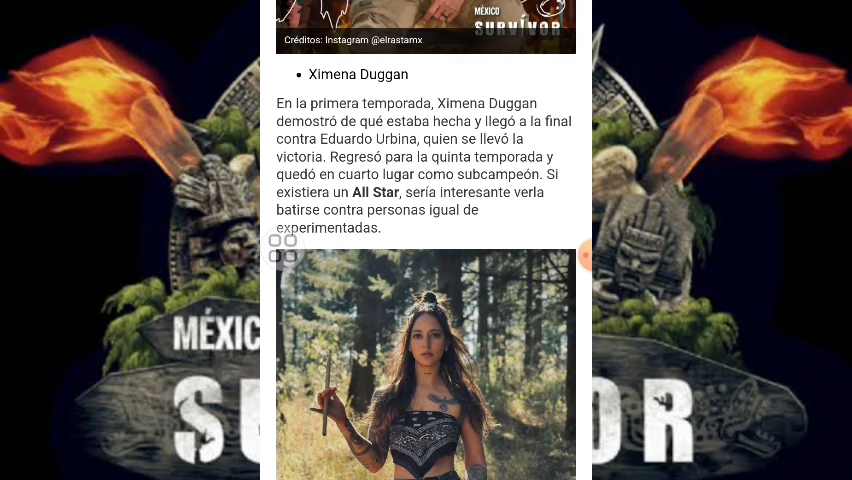 MÉXICO
SURVIVOR
Créditos: Instagram @elrastamx
• Ximena Duggan
En la primera temporada, Ximena Duggan
demostró de qué estaba hecha y llegó a la final
contra Eduardo Urbina, quien se llevó la
victoria. Regresó para la quinta temporada y
quedó en cuarto lugar como subcampeón. Si
existiera un All Star, sería interesante verla
batirse contra personas igual de
experimentadas.
MÉXIC
SU
OR